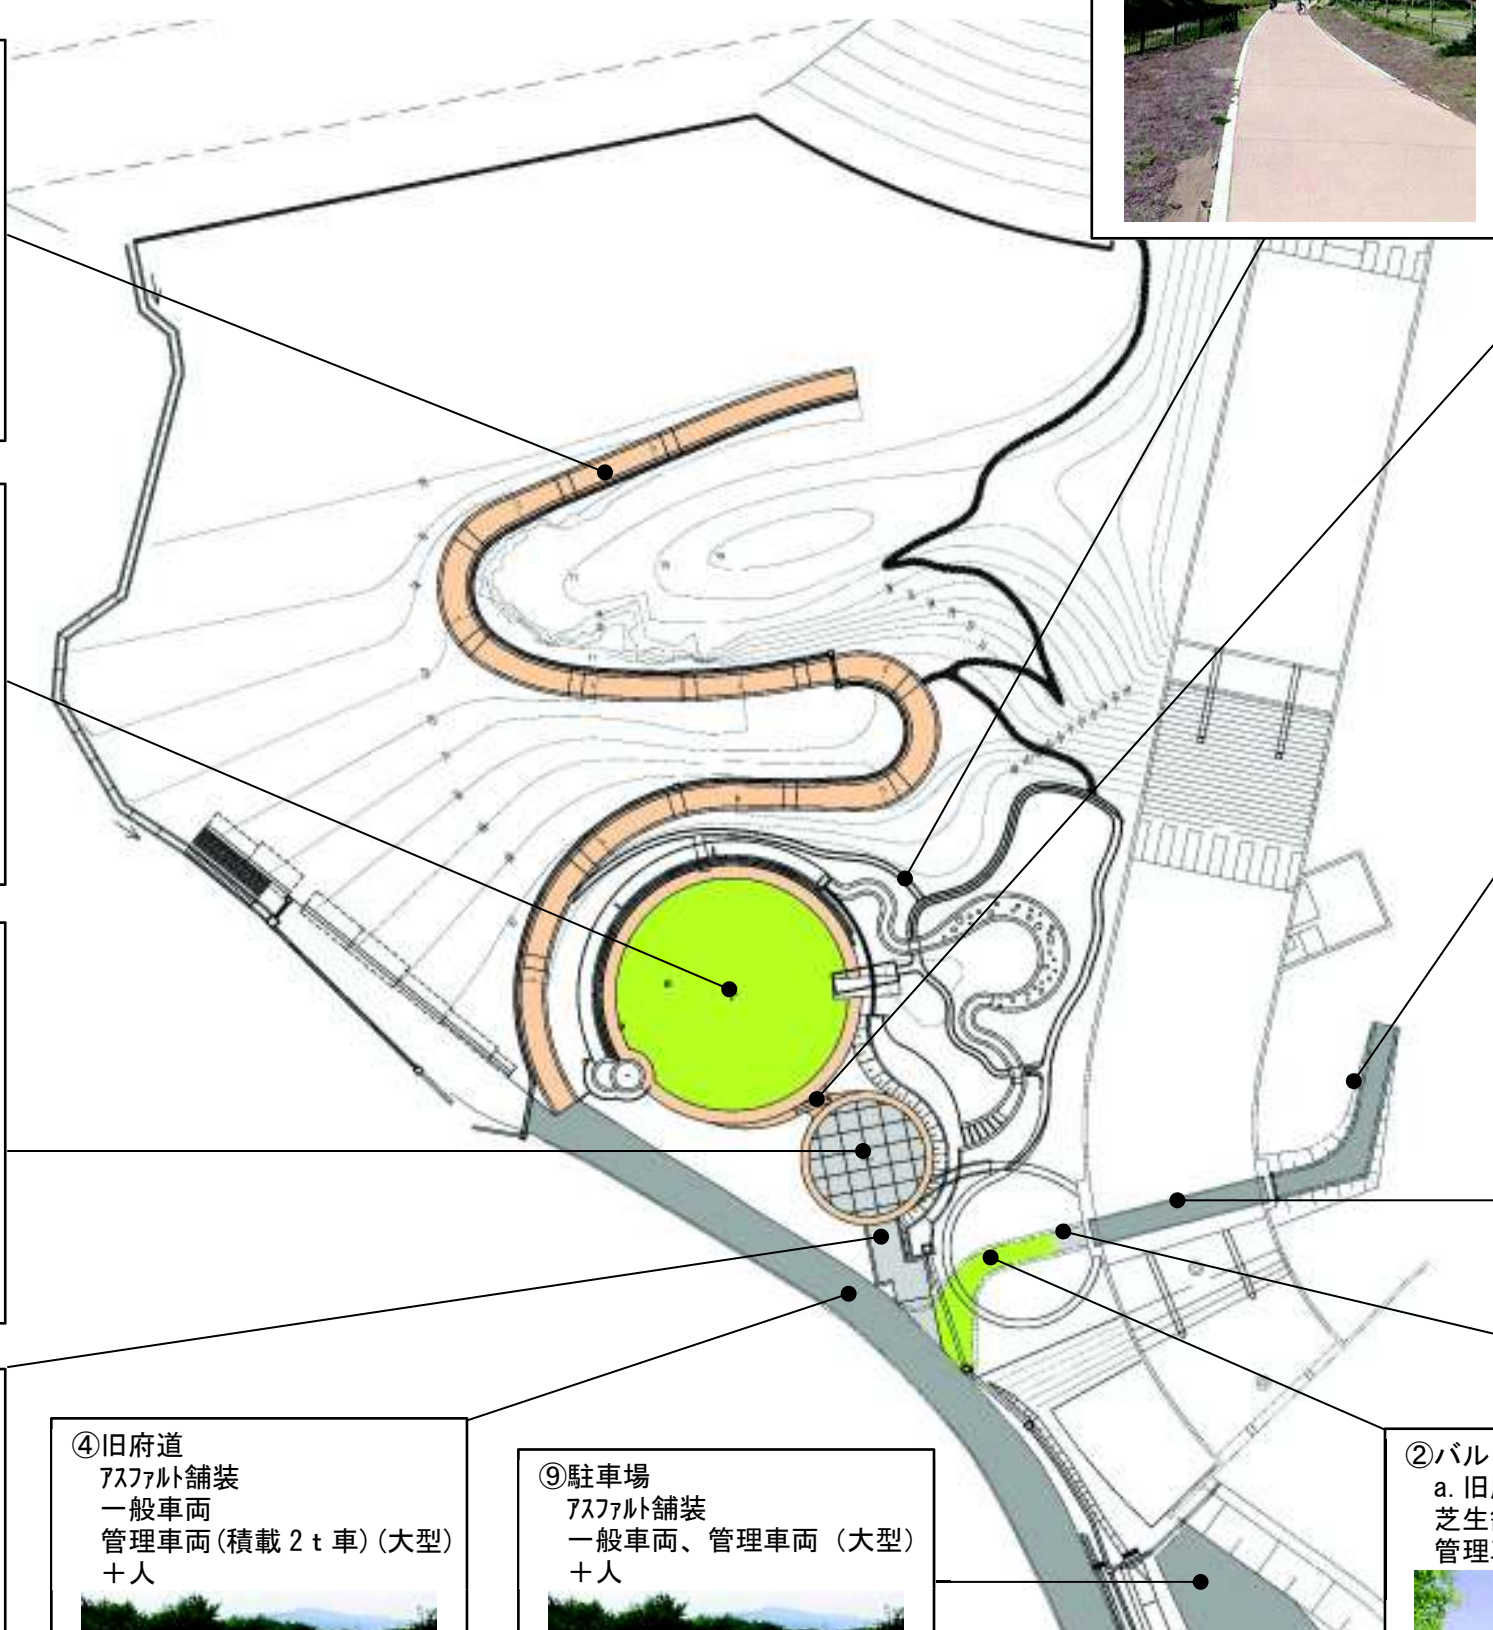 ④旧府道
ｱｽﾌｧﾙﾄ舗装
一般車両
管理車両(積載２ｔ車)(大型)
＋人
⑨駐車場
ｱｽﾌｧﾙﾄ舗装
一般車両、管理車両（大型）
＋人
②バル
a. 旧
芝生
管理